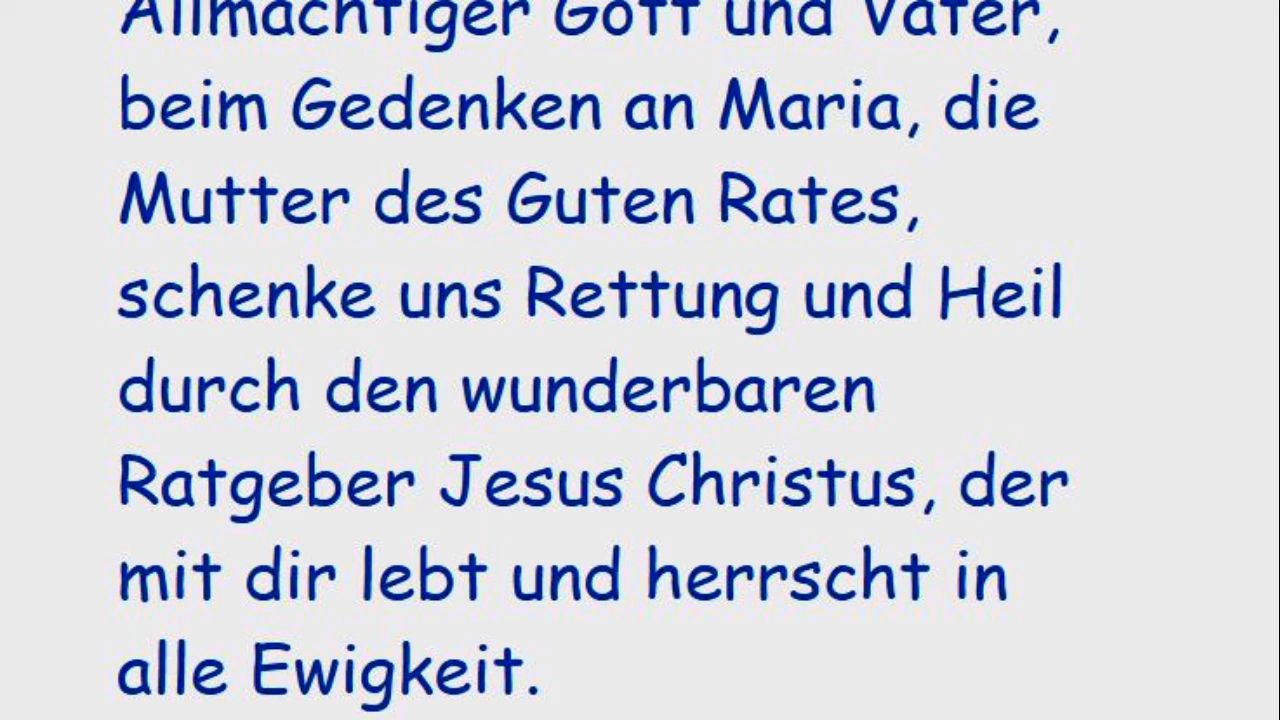 Allmächtiger Gott und Vater,
beim Gedenken an Maria, die
Mutter des Guten Rates,
schenke uns Rettung und Heil
durch den wunderbaren
Ratgeber Jesus Christus, der
mit dir lebt und herrscht in
alle Ewigkeit.